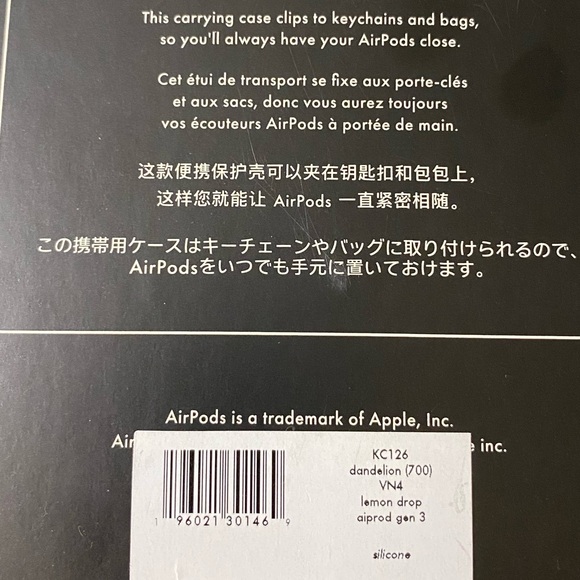 This carrying case clips to keychains and bags,
so you'll always have your AirPods close.
Cet étui de transport se fixe aux porte-clés
et aux sacs, donc vous aurez toujours
vos écouteurs AirPods à portée de main.
这款便携保护壳可以夹在钥匙扣和包包上，
这样您就能让 AirPods 一直紧密相随。
この携帯用ケースはキーチェーンやバッグに取り付けられるので、
AirPodsをいつでも手元に置いておけます。
AirPods is a trademark of Apple, Inc.
Air e inc.
KC126
dandelion (700)
VN4
lemon drop
aiprod gen 3
silicone
1 96021 30146 9